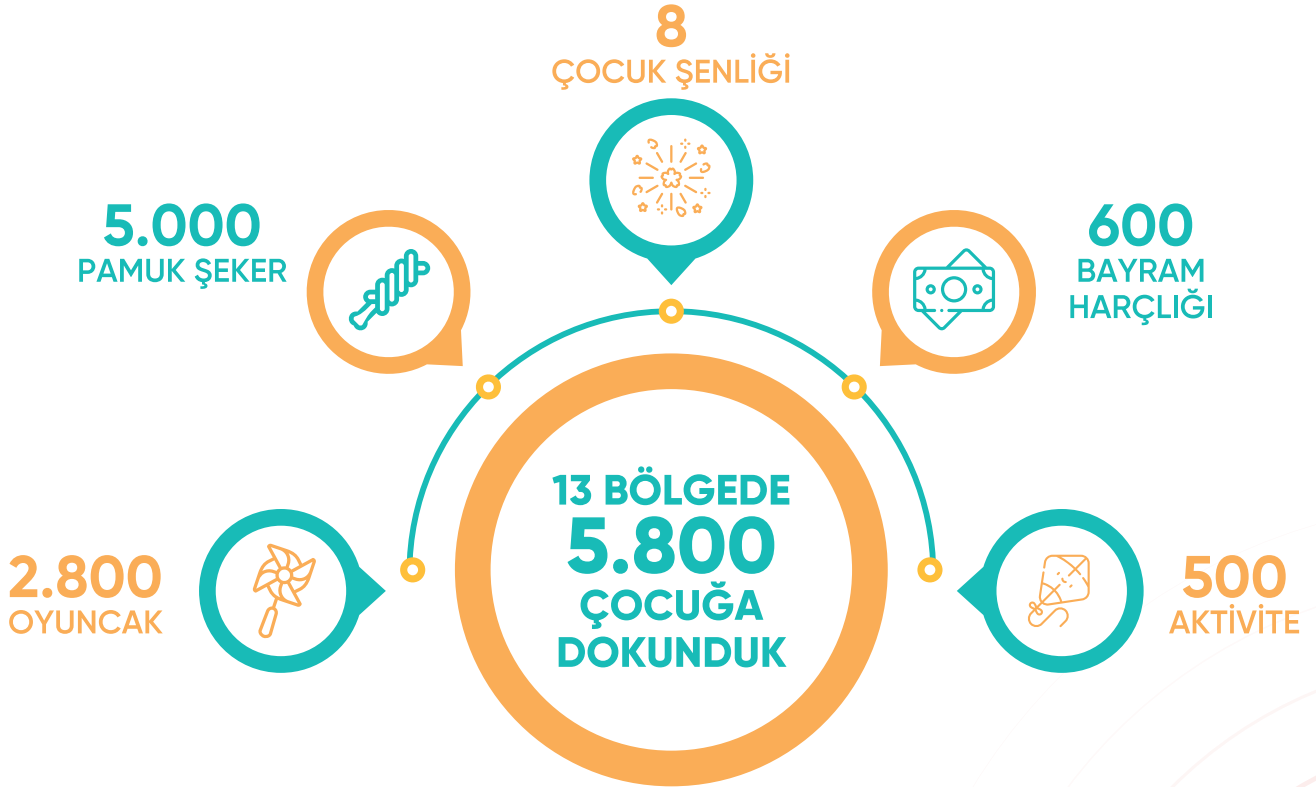 8
ÇOCUK ŞENLİĞİ
5.000
PAMUK ŞEKER
600
BAYRAM
HARÇLIĞI
2.800
OYUNCAK
13 BÖLGEDE
5.800
ÇOCUĞA
DOKUNDUK
500
AKTİVİTE